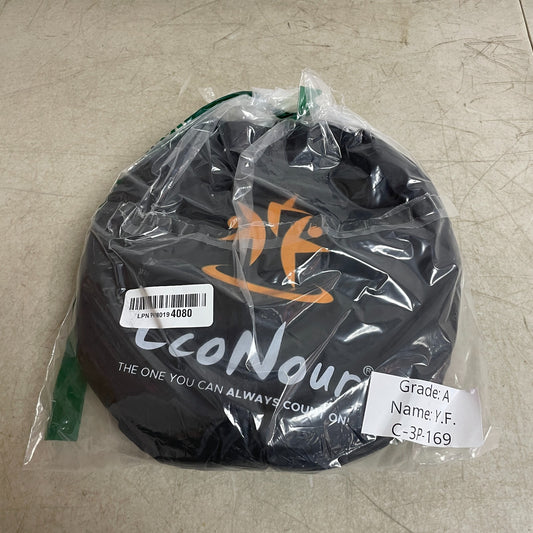 LPN 4080
EcoNour®
THE ONE YOU CAN ALWAYS COUNT ON!
Grade: A
Name: Y.F.
C-3P-169